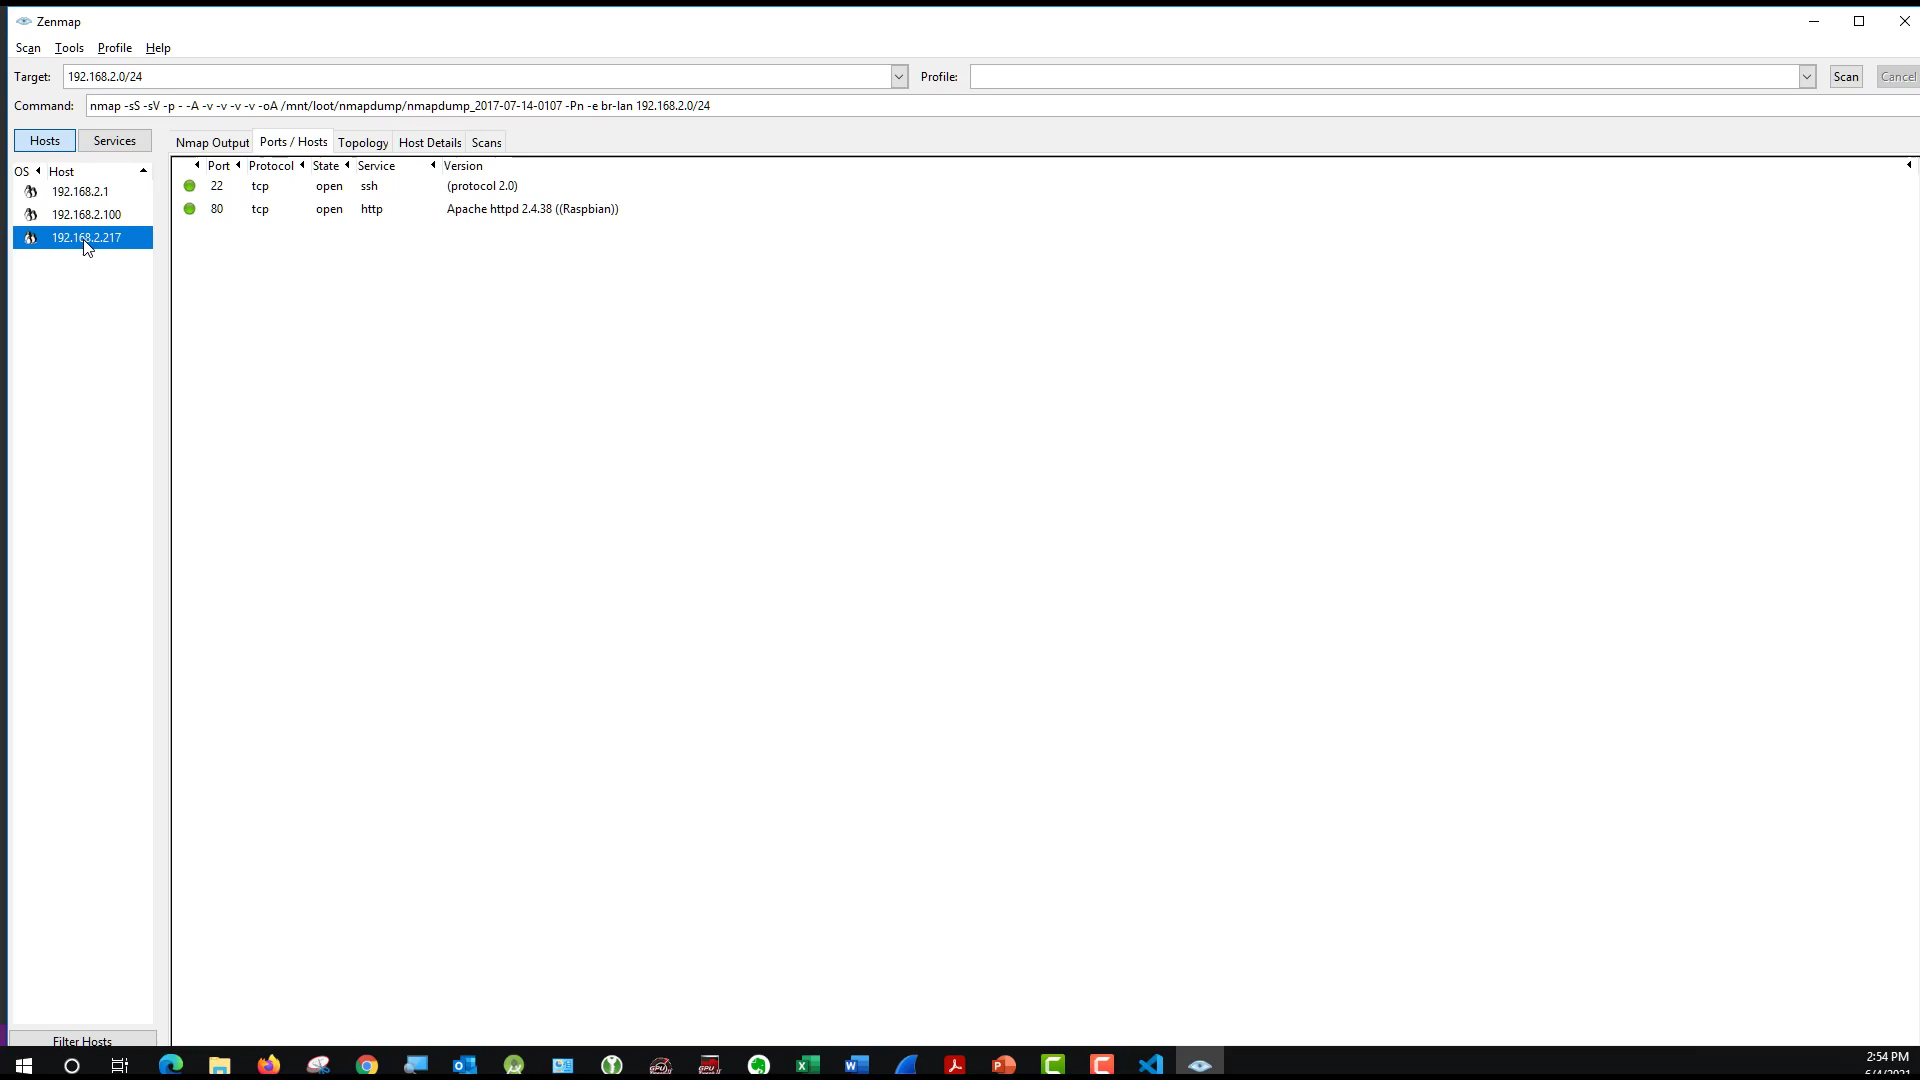 Zenmap
Scan Tools Profile Help
Target: 192.168.2.0/24 Profile: Scan Cancel
Command: nmap -sS -sV -p - -A -v -v -v -v -oA /mnt/loot/nmapdump/nmapdump_2017-07-14-0107 -Pn -e br-lan 192.168.2.0/24
Hosts Services Nmap Output Ports / Hosts Topology Host Details Scans
OS Host Port Protocol State Service Version
192.168.2.1 22 tcp open ssh (protocol 2.0)
192.168.2.100 80 tcp open http Apache httpd 2.4.38 ((Raspbian))
192.168.2.217
Filter Hosts
2:54 PM
6/4/2021